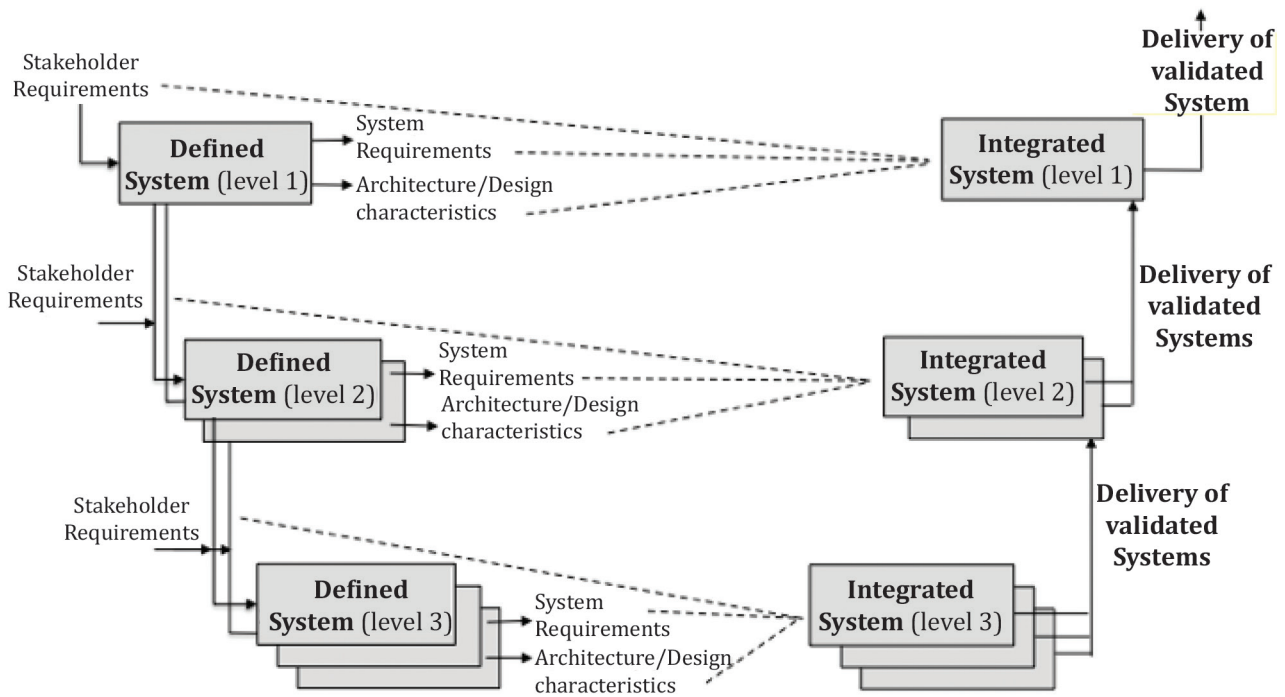 Stakeholder
Requirements
Defined
System (level 1)
System
Requirements
Architecture/Design
characteristics
Integrated
System (level 1)
Delivery of
validated
System
Stakeholder
Requirements
Defined
System (level 2)
System
Requirements
Architecture/Design
characteristics
Integrated
System (level 2)
Delivery of
validated
Systems
Stakeholder
Requirements
Defined
System (level 3)
System
Requirements
Architecture/Design
characteristics
Integrated
System (level 3)
Delivery of
validated
Systems